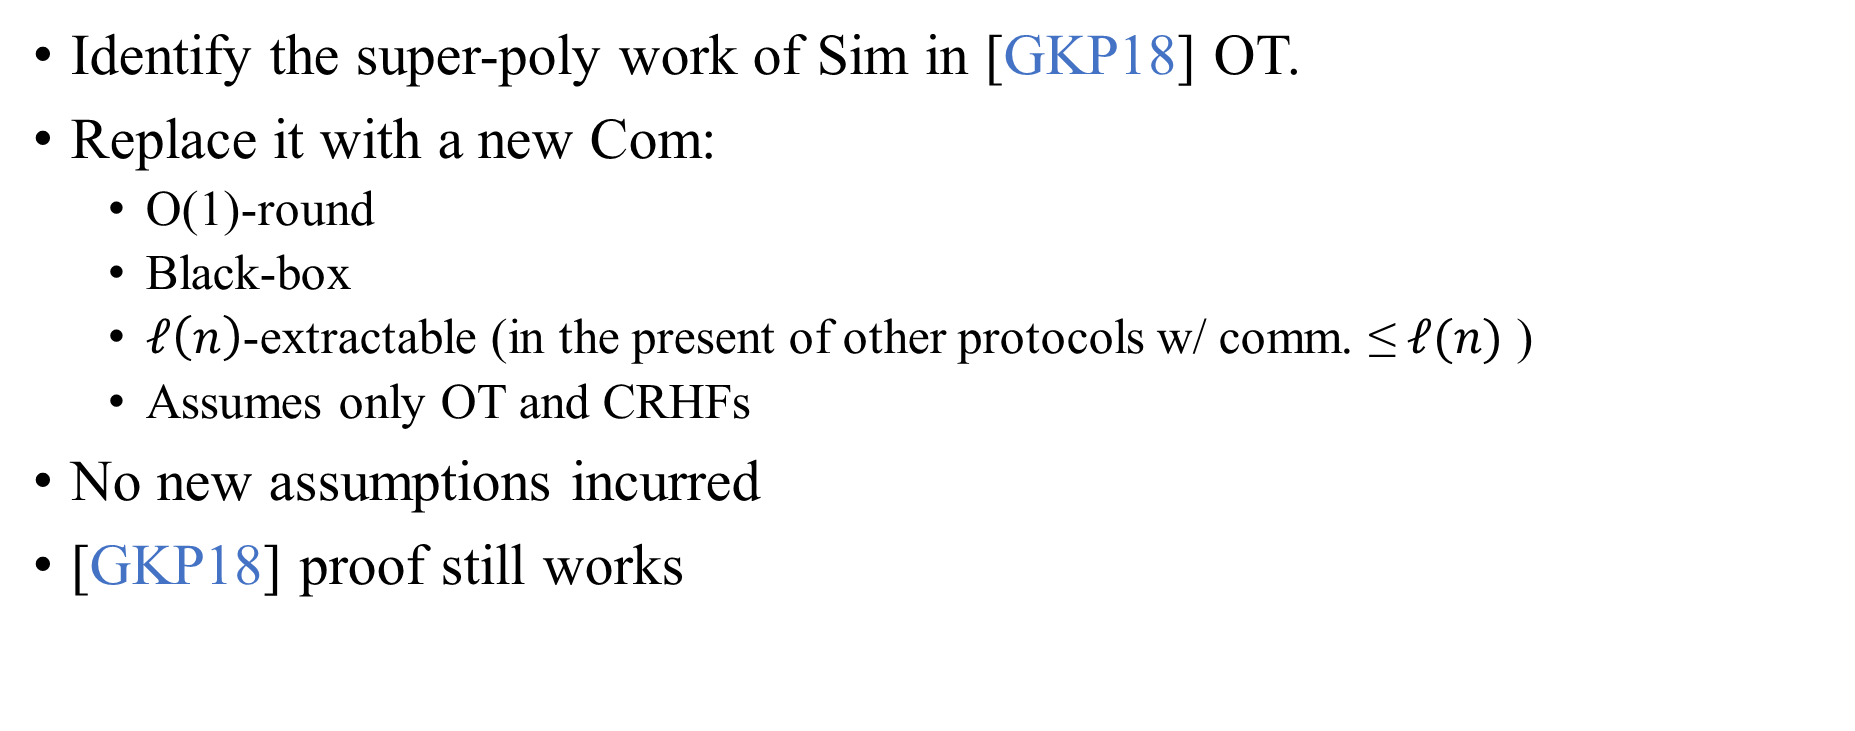 • Identify the super-poly work of Sim in [GKP18] OT.
• Replace it with a new Com:
• O(1)-round
• Black-box
• ℓ(n)-extractable (in the present of other protocols w/ comm. ≤ ℓ(n) )
• Assumes only OT and CRHFs
• No new assumptions incurred
• [GKP18] proof still works